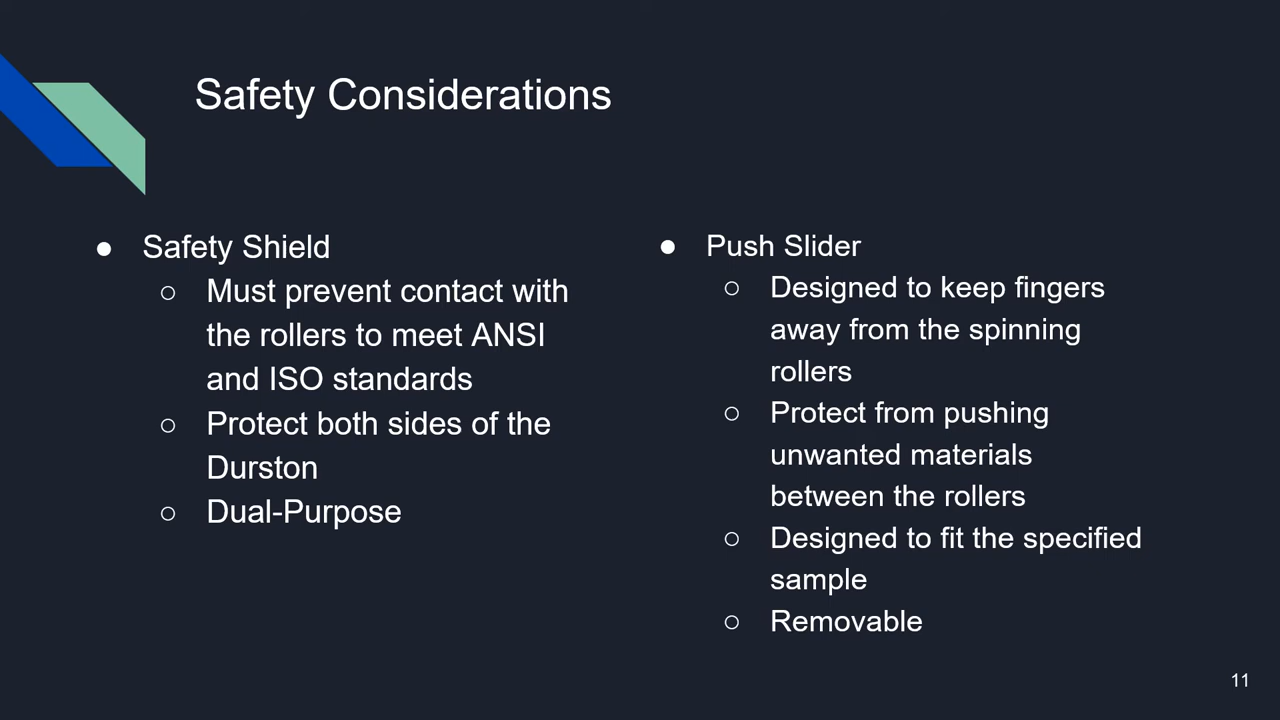 Safety Considerations
● Safety Shield
○ Must prevent contact with
the rollers to meet ANSI
and ISO standards
○ Protect both sides of the
Durston
○ Dual-Purpose
● Push Slider
○ Designed to keep fingers
away from the spinning
rollers
○ Protect from pushing
unwanted materials
between the rollers
○ Designed to fit the specified
sample
○ Removable
11